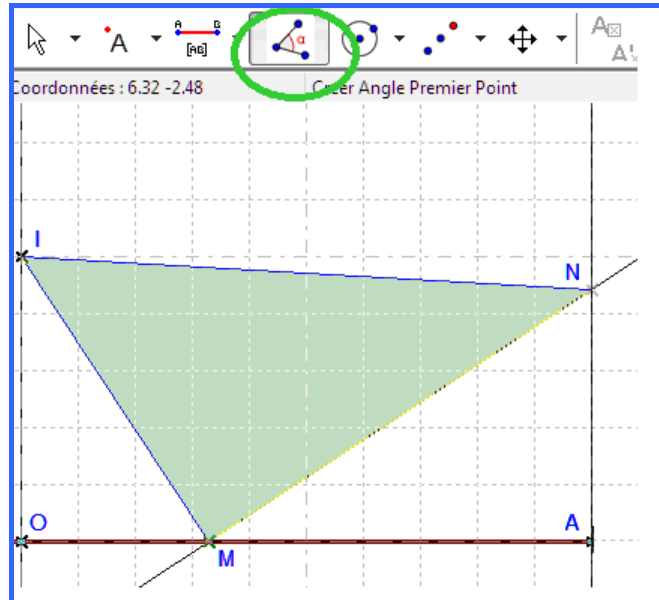 A A B A
[AB] α A'
Coordonnées : 6.32 -2.48 Créer Angle Premier Point
I
N
O A
M